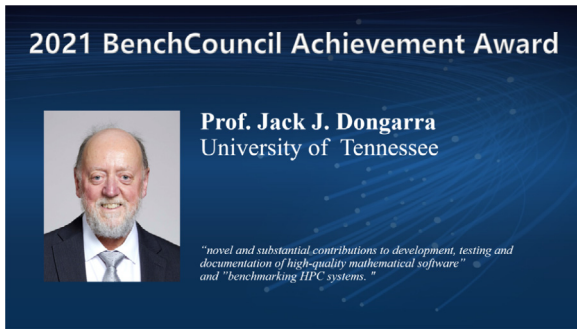 2021 BenchCouncil Achievement Award
Prof. Jack J. Dongarra
University of Tennessee
“novel and substantial contributions to development, testing and
documentation of high-quality mathematical software”
and ”benchmarking HPC systems. "